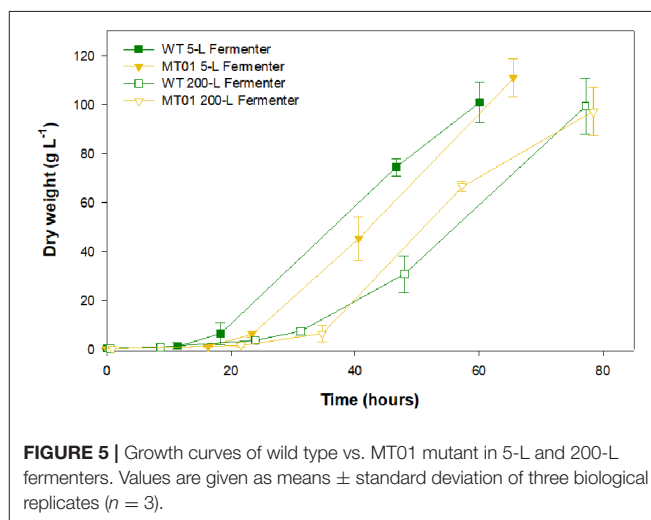 120
100
80
60
40
20
0
Dry weight (g L-1)
WT 5-L Fermenter
MT01 5-L Fermenter
WT 200-L Fermenter
MT01 200-L Fermenter
0 20 40 60 80
Time (hours)
FIGURE 5 | Growth curves of wild type vs. MT01 mutant in 5-L and 200-L
fermenters. Values are given as means ± standard deviation of three biological
replicates (n = 3).